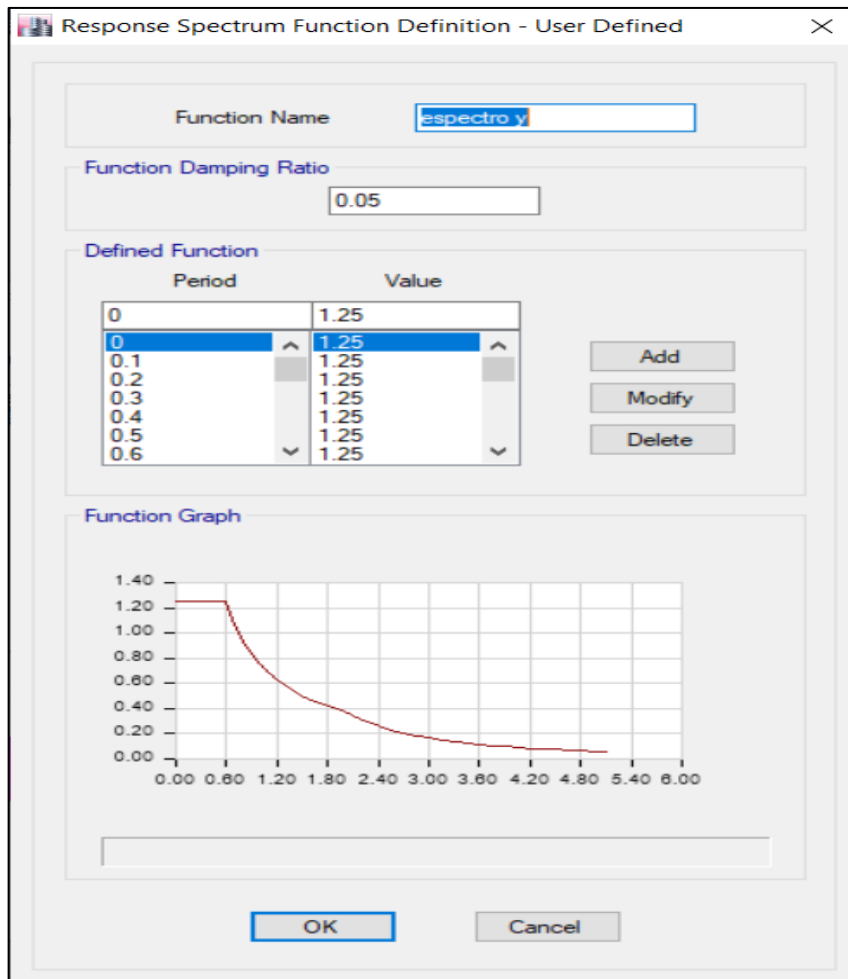 Response Spectrum Function Definition - User Defined
Function Name espectro y
Function Damping Ratio
0.05
Defined Function
Period Value
0 1.25
0 1.25
0.1 1.25
0.2 1.25
0.3 1.25
0.4 1.25
0.5 1.25
0.6 1.25
Add
Modify
Delete
Function Graph
1.40
1.20
1.00
0.80
0.60
0.40
0.20
0.00
0.00 0.60 1.20 1.80 2.40 3.00 3.60 4.20 4.80 5.40 6.00
OK Cancel